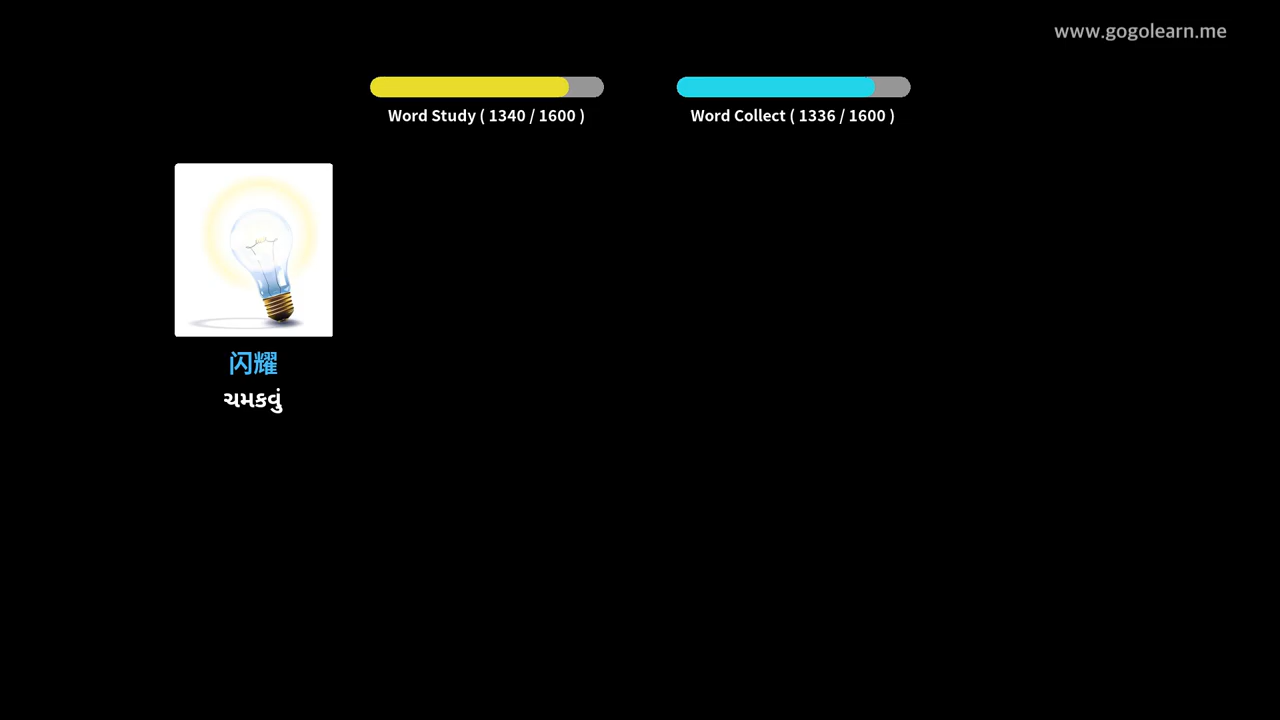 www.gogolearn.me
Word Study ( 1340 / 1600 )
Word Collect ( 1336 / 1600 )
闪耀
ચમકવું